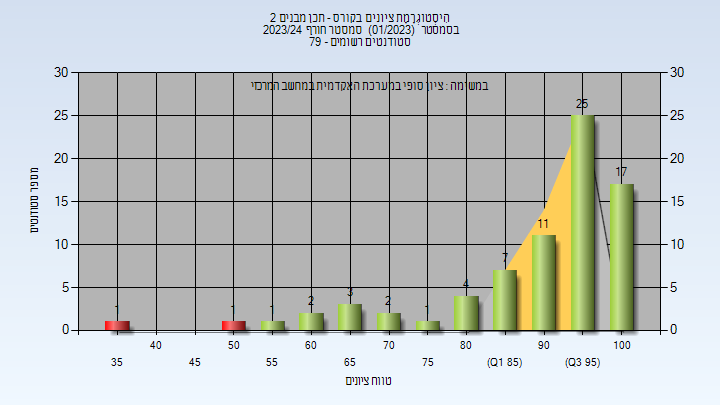 היסטוגרמת ציונים בקורס - תכן מבנים 2
בסמסטר (01/2023) סמסטר חורף 2023/24
סטודנטים רשומים - 79
במשימה : ציון סופי במערכת האקדמית במחשב המרכזי
מספר סטודנטים
30 30
25 25
20 20
15 15
10 10
5 5
0 0
1 1 1 2 3 2 1 4 7 11 25 17
35 40 45 50 55 60 65 70 75 80 (Q1 85) 90 (Q3 95) 100
טווח ציונים